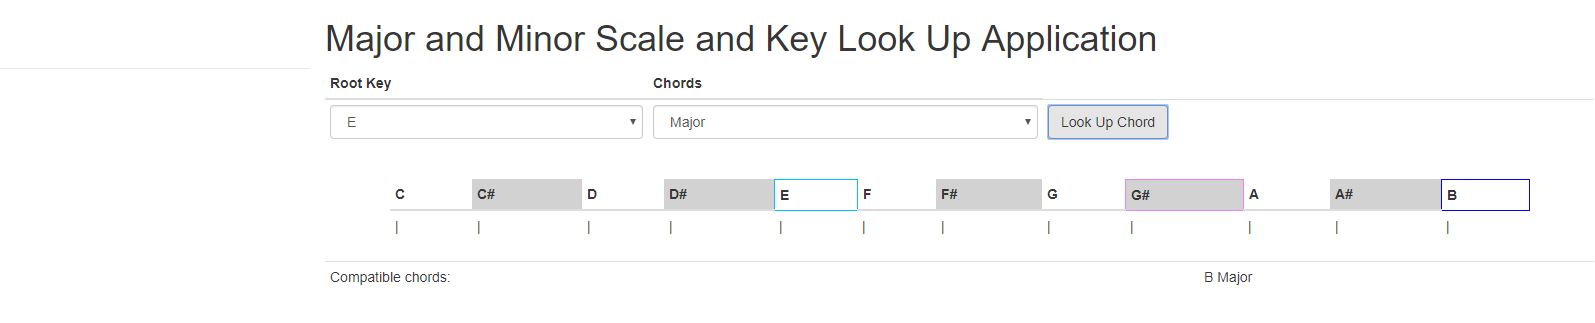 Major and Minor Scale and Key Look Up Application
Root Key Chords
E Major Look Up Chord
C C# D D# E F F# G G# A A# B
| | | | | | | | | | | |
Compatible chords: B Major